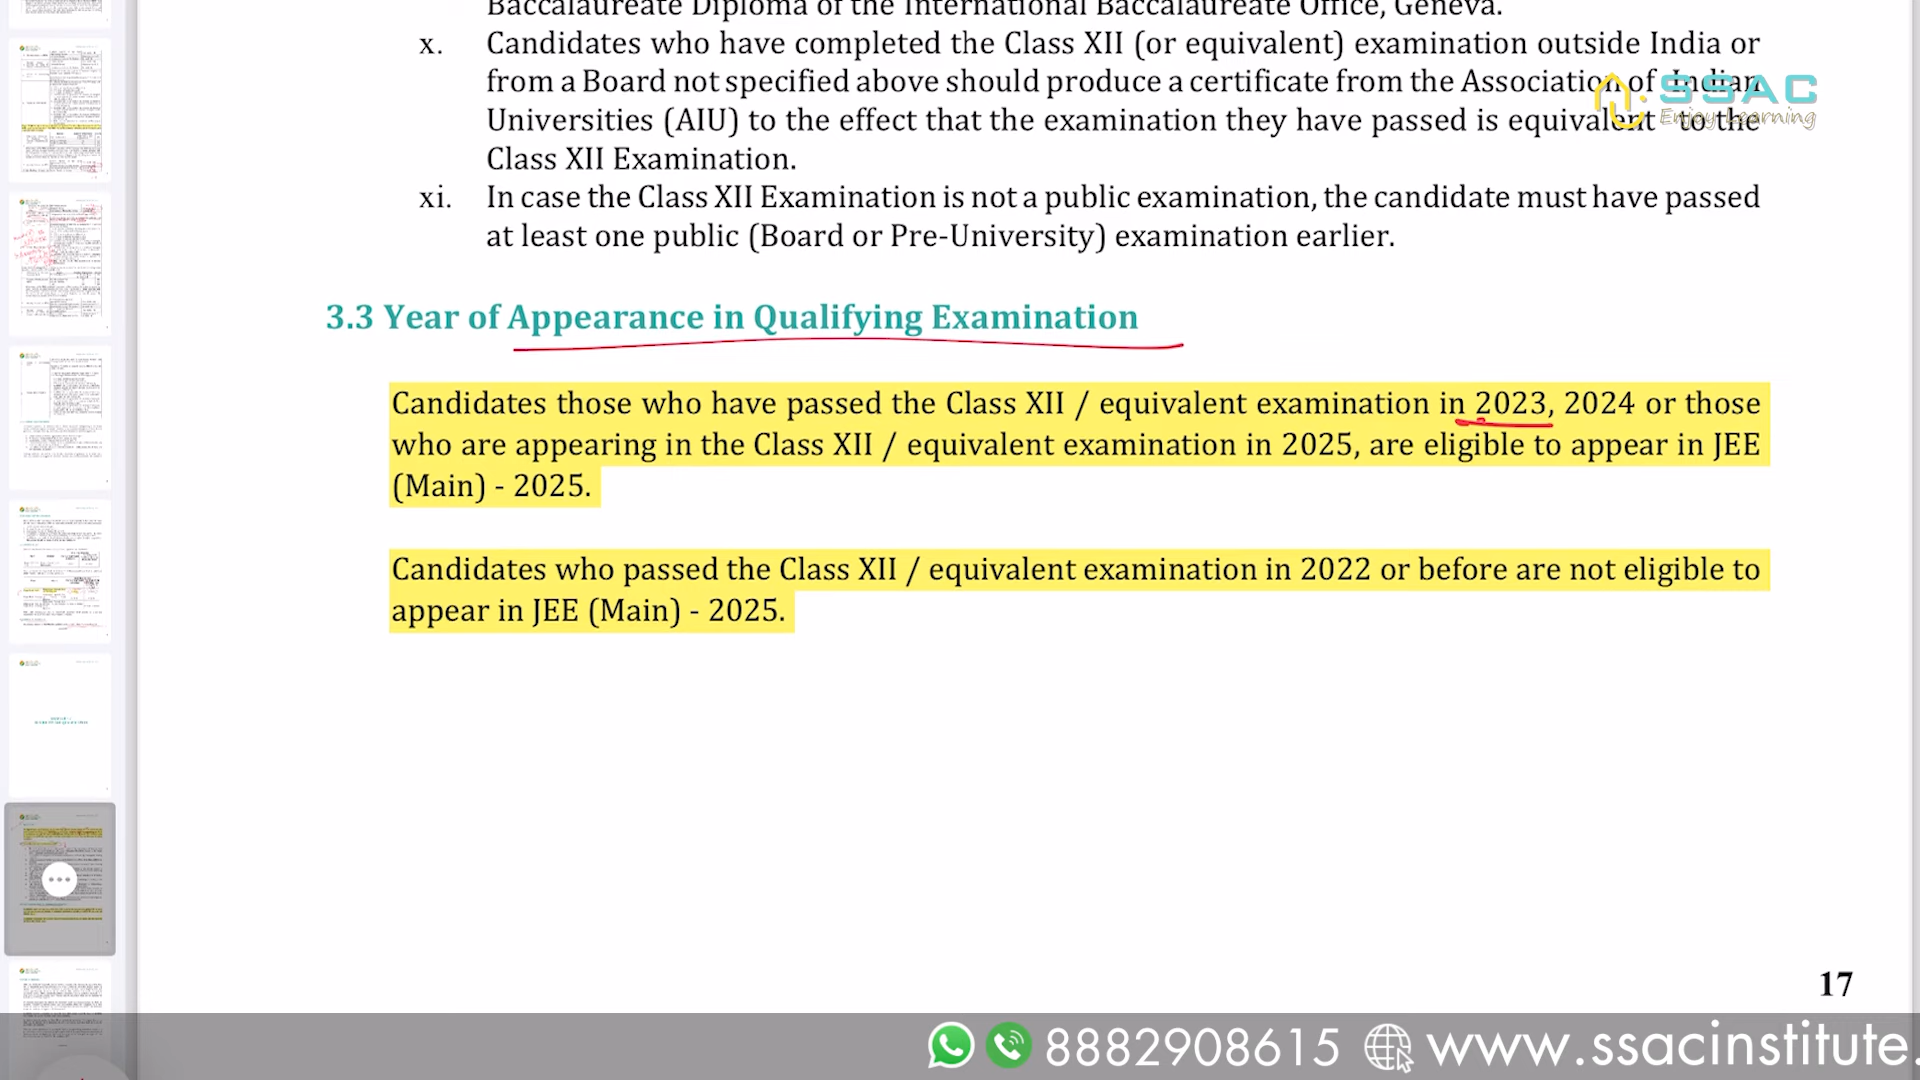 Baccalaureate Diploma of the International Baccalaureate Office, Geneva.
x. Candidates who have completed the Class XII (or equivalent) examination outside India or
from a Board not specified above should produce a certificate from the Association of Indian
Universities (AIU) to the effect that the examination they have passed is equivalent to the
Class XII Examination.
xi. In case the Class XII Examination is not a public examination, the candidate must have passed
at least one public (Board or Pre-University) examination earlier.
SSAC
Enjoy Learning
3.3 Year of Appearance in Qualifying Examination
Candidates those who have passed the Class XII / equivalent examination in 2023, 2024 or those
who are appearing in the Class XII / equivalent examination in 2025, are eligible to appear in JEE
(Main) - 2025.
Candidates who passed the Class XII / equivalent examination in 2022 or before are not eligible to
appear in JEE (Main) - 2025.
17
8882908615 www.ssacinstitute.